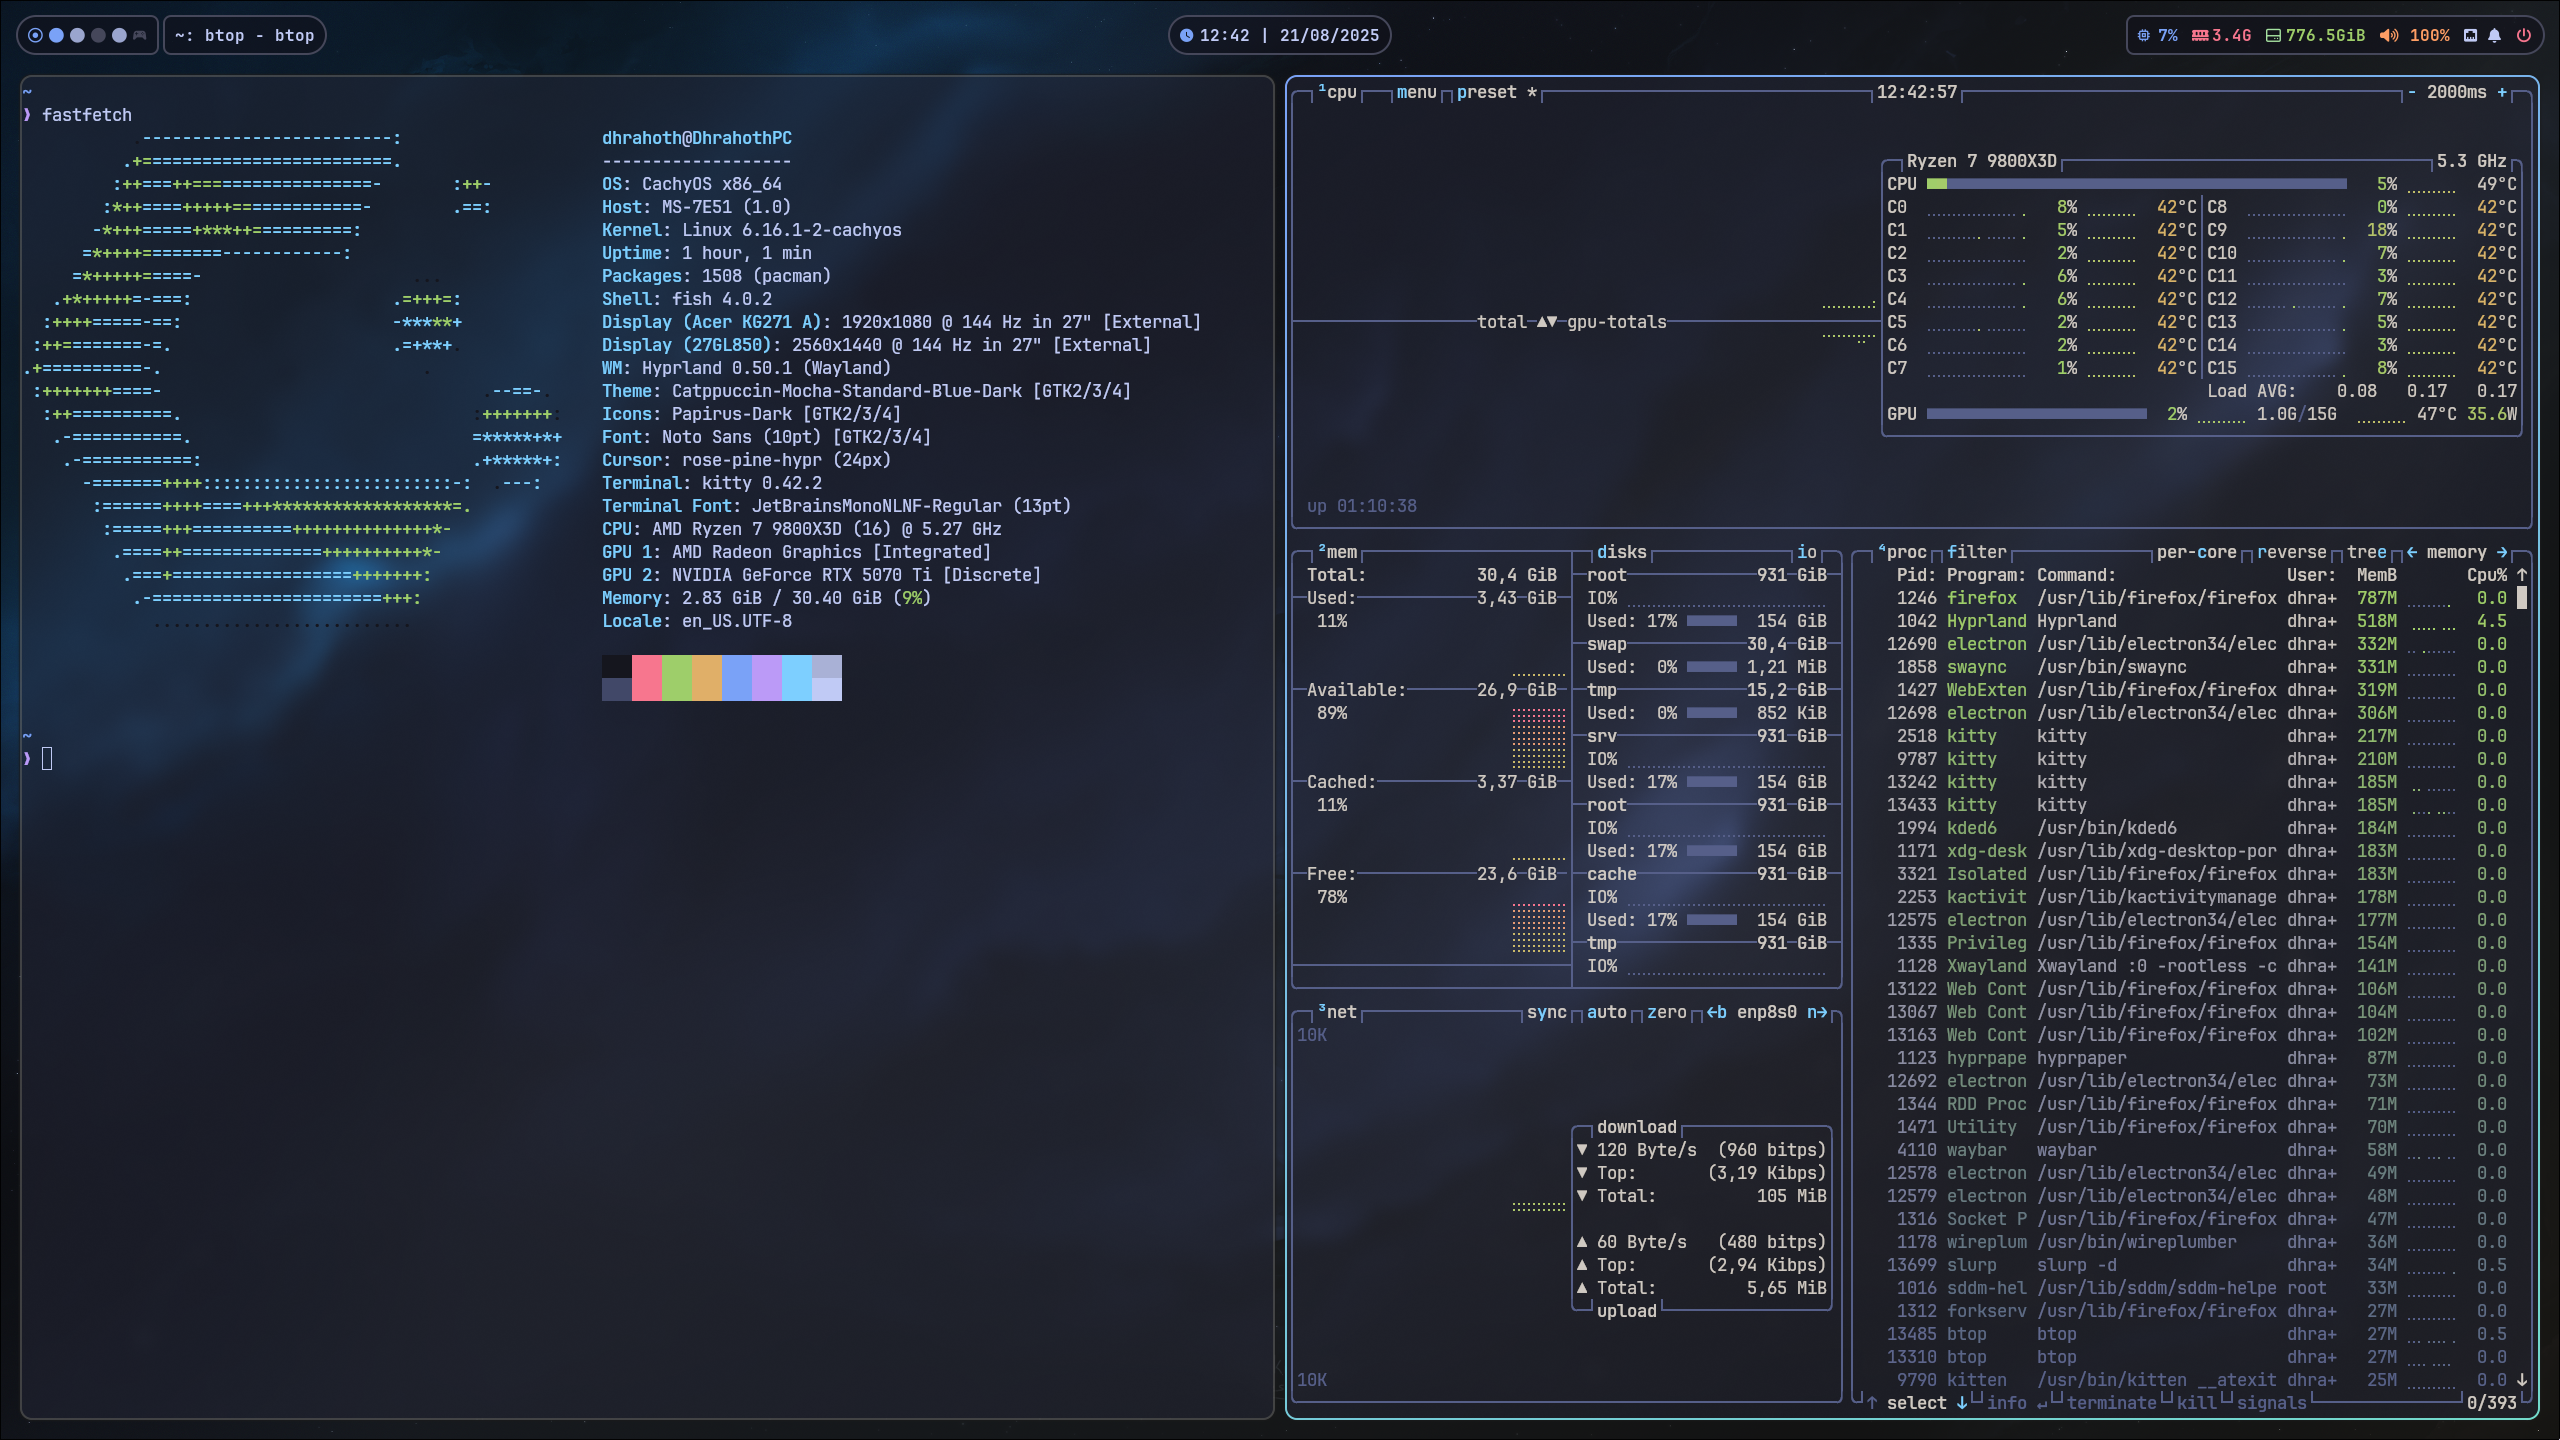 ~: btop - btop
12:42 | 21/08/2025
7% 3.4G 776.5GiB 100%
~
❯ fastfetch
dhrahoth@DhrahothPC
-------------------
OS: CachyOS x86_64
Host: MS-7E51 (1.0)
Kernel: Linux 6.16.1-2-cachyos
Uptime: 1 hour, 1 min
Packages: 1508 (pacman)
Shell: fish 4.0.2
Display (Acer KG271 A): 1920x1080 @ 144 Hz in 27" [External]
Display (27GL850): 2560x1440 @ 144 Hz in 27" [External]
WM: Hyprland 0.50.1 (Wayland)
Theme: Catppuccin-Mocha-Standard-Blue-Dark [GTK2/3/4]
Icons: Papirus-Dark [GTK2/3/4]
Font: Noto Sans (10pt) [GTK2/3/4]
Cursor: rose-pine-hypr (24px)
Terminal: kitty 0.42.2
Terminal Font: JetBrainsMonoNLNF-Regular (13pt)
CPU: AMD Ryzen 7 9800X3D (16) @ 5.27 GHz
GPU 1: AMD Radeon Graphics [Integrated]
GPU 2: NVIDIA GeForce RTX 5070 Ti [Discrete]
Memory: 2.83 GiB / 30.40 GiB (9%)
Locale: en_US.UTF-8
~
❯
¹cpu menu preset * 12:42:57 - 2000ms +
Ryzen 7 9800X3D 5.3 GHz
CPU 5% 49°C
C0 8% 42°C C8 0% 42°C
C1 5% 42°C C9 18% 42°C
C2 2% 42°C C10 7% 42°C
C3 6% 42°C C11 3% 42°C
C4 6% 42°C C12 7% 42°C
total ▲▼ gpu-totals
C5 2% 42°C C13 5% 42°C
C6 2% 42°C C14 3% 42°C
C7 1% 42°C C15 8% 42°C
Load AVG: 0.08 0.17 0.17
GPU 2% 1.0G/15G 47°C 35.6W
up 01:10:38
²mem
Total: 30,4 GiB
Used: 3,43 GiB
11%
Available: 26,9 GiB
89%
Cached: 3,37 GiB
11%
Free: 23,6 GiB
78%
disks io
root 931 GiB
IO%
Used: 17% 154 GiB
swap 30,4 GiB
Used: 0% 1,21 MiB
tmp 15,2 GiB
Used: 0% 852 KiB
srv 931 GiB
IO%
Used: 17% 154 GiB
root 931 GiB
IO%
Used: 17% 154 GiB
cache 931 GiB
IO%
Used: 17% 154 GiB
tmp 931 GiB
IO%
³net sync auto zero ←b enp8s0 n→
10K
download
▼ 120 Byte/s (960 bitps)
▼ Top: (3,19 Kibps)
▼ Total: 105 MiB
▲ 60 Byte/s (480 bitps)
▲ Top: (2,94 Kibps)
▲ Total: 5,65 MiB
upload
10K
⁴proc filter per-core reverse tree ← memory →
Pid: Program: Command: User: MemB Cpu% ↑
1246 firefox /usr/lib/firefox/firefox dhra+ 787M 0.0
1042 Hyprland Hyprland dhra+ 518M 4.5
12690 electron /usr/lib/electron34/elec dhra+ 332M 0.0
1858 swaync /usr/bin/swaync dhra+ 331M 0.0
1427 WebExten /usr/lib/firefox/firefox dhra+ 319M 0.0
12698 electron /usr/lib/electron34/elec dhra+ 306M 0.0
2518 kitty kitty dhra+ 217M 0.0
9787 kitty kitty dhra+ 210M 0.0
13242 kitty kitty dhra+ 185M 0.0
13433 kitty kitty dhra+ 185M 0.0
1994 kded6 /usr/bin/kded6 dhra+ 184M 0.0
1171 xdg-desk /usr/lib/xdg-desktop-por dhra+ 183M 0.0
3321 Isolated /usr/lib/firefox/firefox dhra+ 183M 0.0
2253 kactivit /usr/lib/kactivitymanage dhra+ 178M 0.0
12575 electron /usr/lib/electron34/elec dhra+ 177M 0.0
1335 Privileg /usr/lib/firefox/firefox dhra+ 154M 0.0
1128 Xwayland Xwayland :0 -rootless -c dhra+ 141M 0.0
13122 Web Cont /usr/lib/firefox/firefox dhra+ 106M 0.0
13067 Web Cont /usr/lib/firefox/firefox dhra+ 104M 0.0
13163 Web Cont /usr/lib/firefox/firefox dhra+ 102M 0.0
1123 hyprpape hyprpaper dhra+ 87M 0.0
12692 electron /usr/lib/electron34/elec dhra+ 73M 0.0
1344 RDD Proc /usr/lib/firefox/firefox dhra+ 71M 0.0
1471 Utility /usr/lib/firefox/firefox dhra+ 70M 0.0
4110 waybar waybar dhra+ 58M 0.0
12578 electron /usr/lib/electron34/elec dhra+ 49M 0.0
12579 electron /usr/lib/electron34/elec dhra+ 48M 0.0
1316 Socket P /usr/lib/firefox/firefox dhra+ 47M 0.0
1178 wireplum /usr/bin/wireplumber dhra+ 36M 0.0
13699 slurp slurp -d dhra+ 34M 0.5
1016 sddm-hel /usr/lib/sddm/sddm-helpe root 33M 0.0
1312 forkserv /usr/lib/firefox/firefox dhra+ 27M 0.0
13485 btop btop dhra+ 27M 0.5
13310 btop btop dhra+ 27M 0.0
9790 kitten /usr/bin/kitten __atexit dhra+ 25M 0.0 ↓
↑ select ↓ info ↵ terminate kill signals 0/393